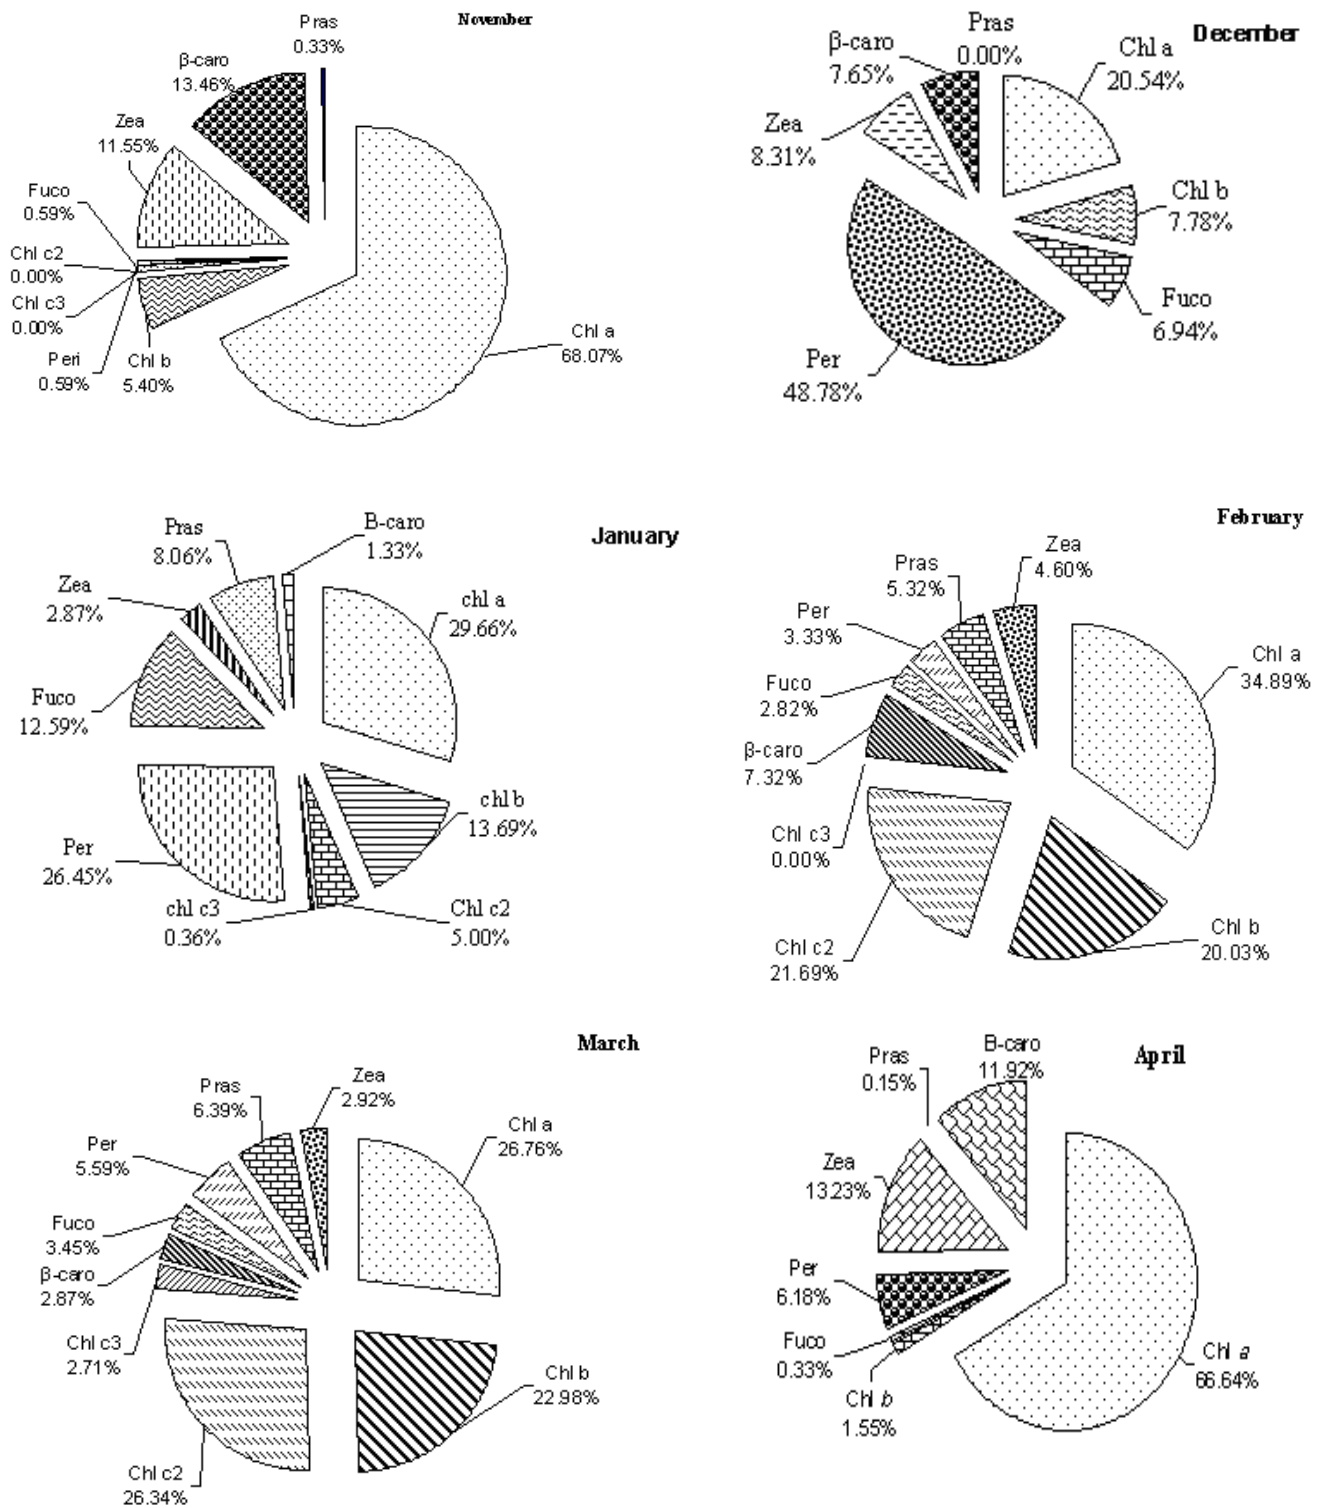 November
Pras
0.33%
β-caro
13.46%
Zea
11.55%
Fuco
0.59%
Chl c2
0.00%
Chl c3
0.00%
Peri
0.59%
Chl b
5.40%
Chl a
68.07%
December
Pras
0.00%
β-caro
7.65%
Chl a
20.54%
Zea
8.31%
Chl b
7.78%
Fuco
6.94%
Per
48.78%
January
Pras
8.06%
B-caro
1.33%
Zea
2.87%
chl a
29.66%
Fuco
12.59%
chl b
13.69%
Per
26.45%
chl c3
0.36%
Chl c2
5.00%
February
Zea
4.60%
Pras
5.32%
Per
3.33%
Chl a
34.89%
Fuco
2.82%
β-caro
7.32%
Chl c3
0.00%
Chl b
20.03%
Chl c2
21.69%
March
Zea
2.92%
Pras
6.39%
Chl a
26.76%
Per
5.59%
Fuco
3.45%
β-caro
2.87%
Chl c3
2.71%
Chl b
22.98%
Chl c2
26.34%
April
B-caro
11.92%
Pras
0.15%
Zea
13.23%
Per
6.18%
Fuco
0.33%
Chl b
1.55%
Chl a
66.64%